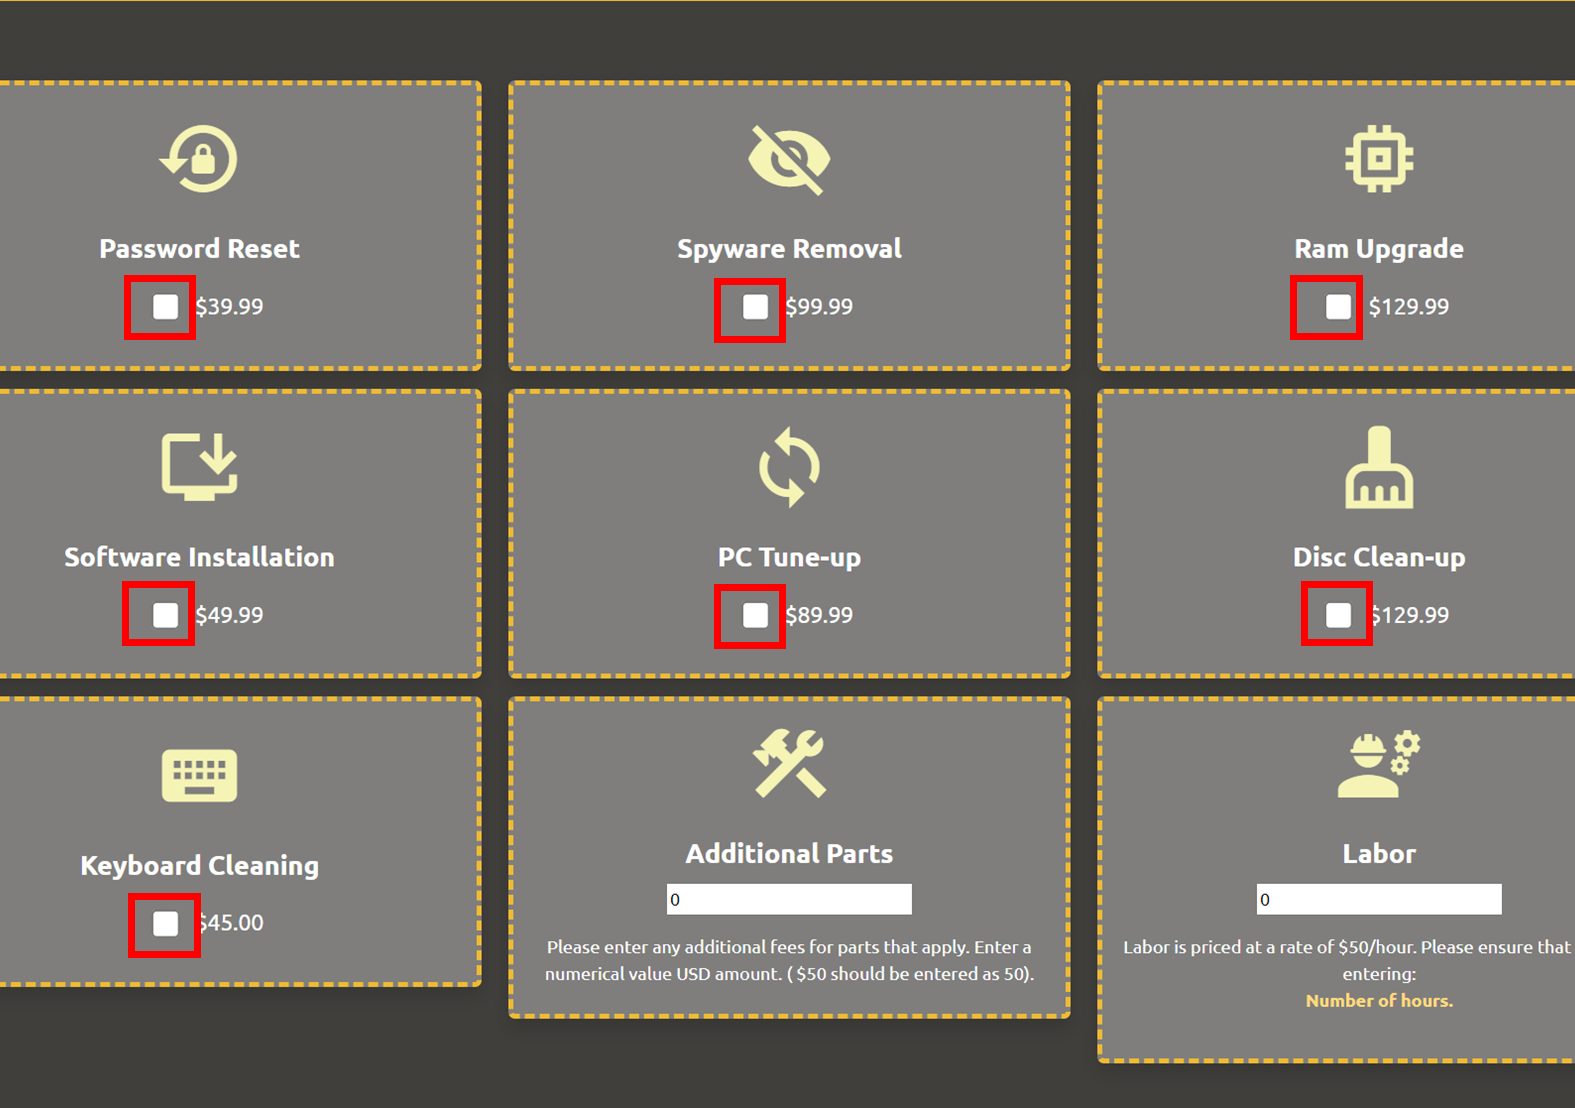 Password Reset
$39.99
Spyware Removal
$99.99
Ram Upgrade
$129.99
Software Installation
$49.99
PC Tune-up
$89.99
Disc Clean-up
$129.99
Keyboard Cleaning
$45.00
Additional Parts
0
Please enter any additional fees for parts that apply. Enter a
numerical value USD amount. ( $50 should be entered as 50).
Labor
0
Labor is priced at a rate of $50/hour. Please ensure that
entering:
Number of hours.